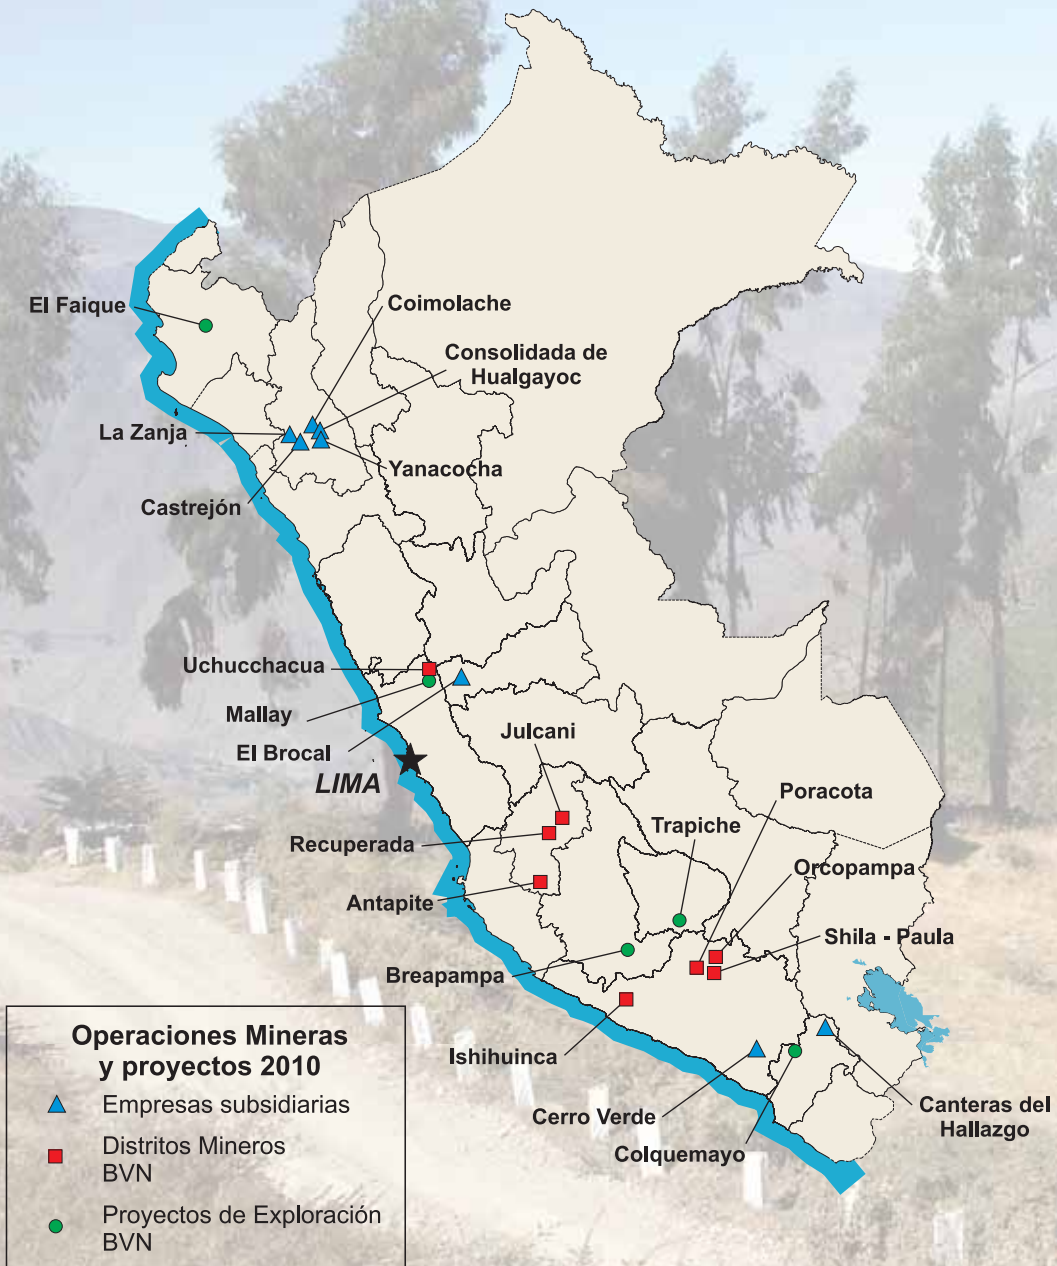 El Faique
Coimolache
Consolidada de
Hualgayoc
La Zanja
Yanacocha
Castrejón
Uchucchacua
Mallay
El Brocal
LIMA
Julcani
Poracota
Trapiche
Recuperada
Orcopampa
Antapite
Shila - Paula
Breapampa
Ishihuinca
Cerro Verde
Canteras del
Hallazgo
Colquemayo
Operaciones Mineras
y proyectos 2010
Empresas subsidiarias
Distritos Mineros
BVN
Proyectos de Exploración
BVN